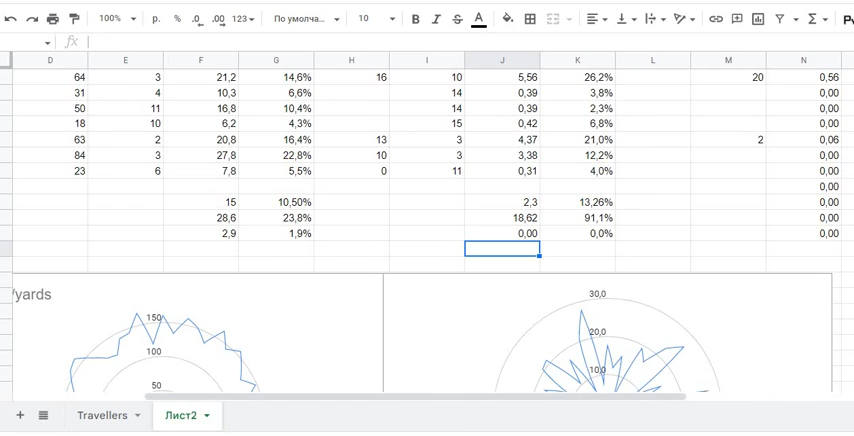 100% р. % .0 .00 123 По умолча... 10 B I S A
fx
D E F G H I J K L M N
64 3 21,2 14,6% 16 10 5,56 26,2% 20 0,56
31 4 10,3 6,6% 14 0,39 3,8% 0,00
50 11 16,8 10,4% 14 0,39 2,3% 0,00
18 10 6,2 4,3% 15 0,42 6,8% 0,00
63 2 20,8 16,4% 13 3 4,37 21,0% 2 0,06
84 3 27,8 22,8% 10 3 3,38 12,2% 0,00
23 6 7,8 5,5% 0 11 0,31 4,0% 0,00
0,00
15 10,50% 2,3 13,26% 0,00
28,6 23,8% 18,62 91,1% 0,00
2,9 1,9% 0,00 0,0% 0,00
/yards
150
100
50
30,0
20,0
10,0
Travellers Лист2